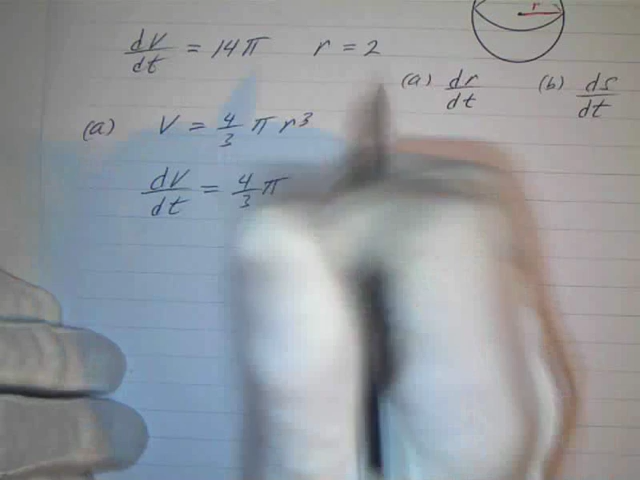 r
dV/dt = 14π r = 2
(a) dr/dt (b) ds/dt
(a) V = 4/3 π r³
dV/dt = 4/3 π